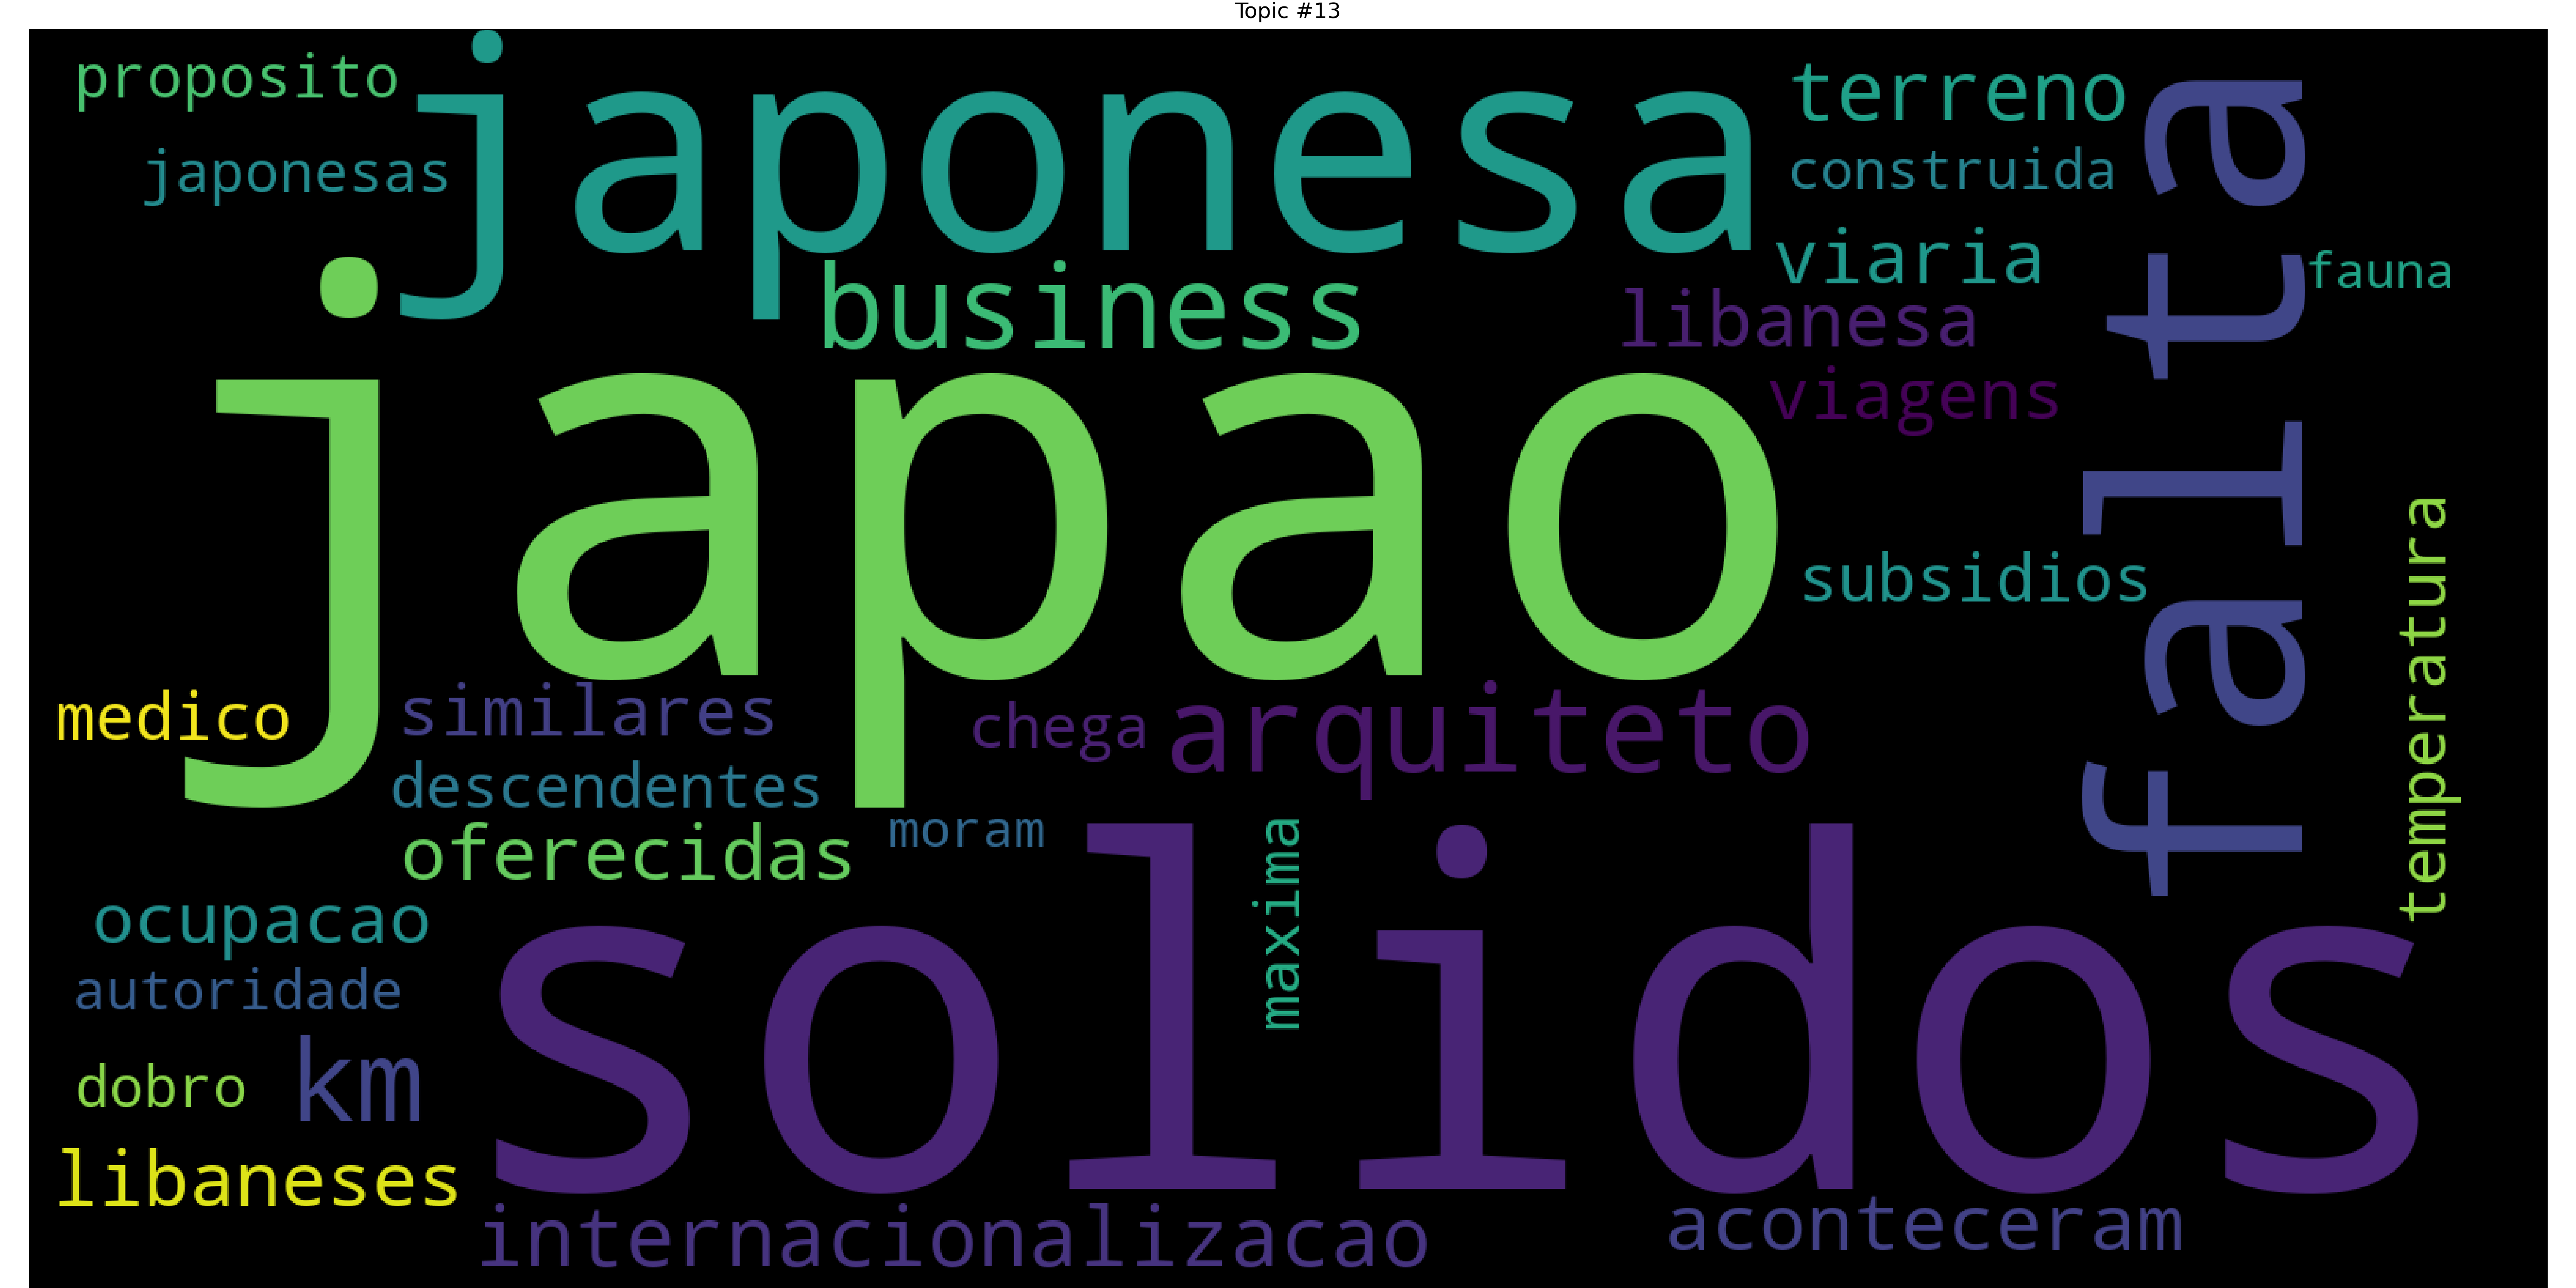 Topic #13
proposito
japonesa
terreno
japonesas
construida
falta
viaria
fauna
business
libanesa
viagens
japao
subsidios
temperatura
medico
similares
chega
arquiteto
descendentes
moram
oferecidas
maxima
solidos
ocupacao
autoridade
km
dobro
libaneses
internacionalizacao
aconteceram